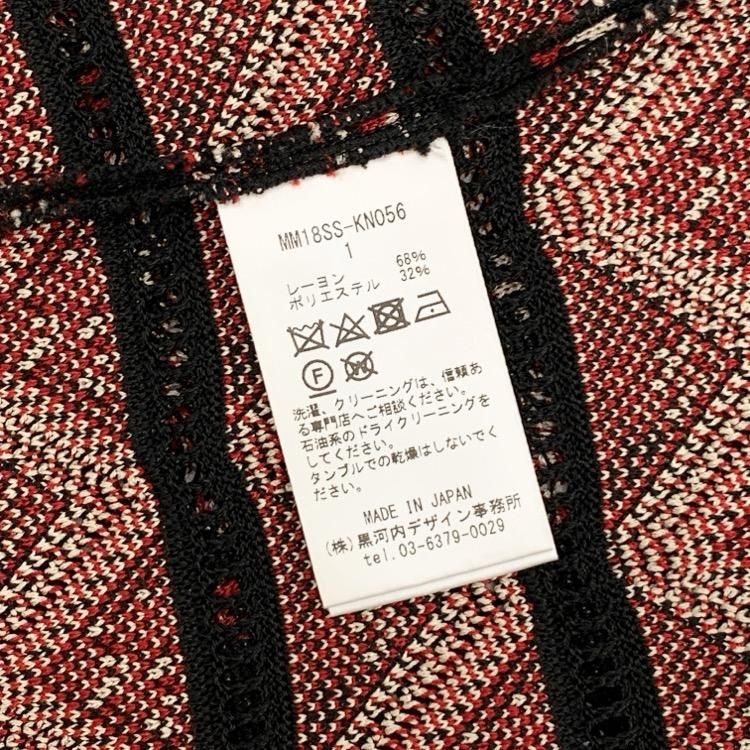 MM18SS-KN056
1
レーヨン 68%
ポリエステル 32%
F
W
洗濯、クリーニングは、信頼あ
る専門店へご相談ください。
石油系のドライクリーニングを
してください。
タンブルでの乾燥はしないでく
ださい。
MADE IN JAPAN
(株)黒河内デザイン事務所
tel.03-6379-0029